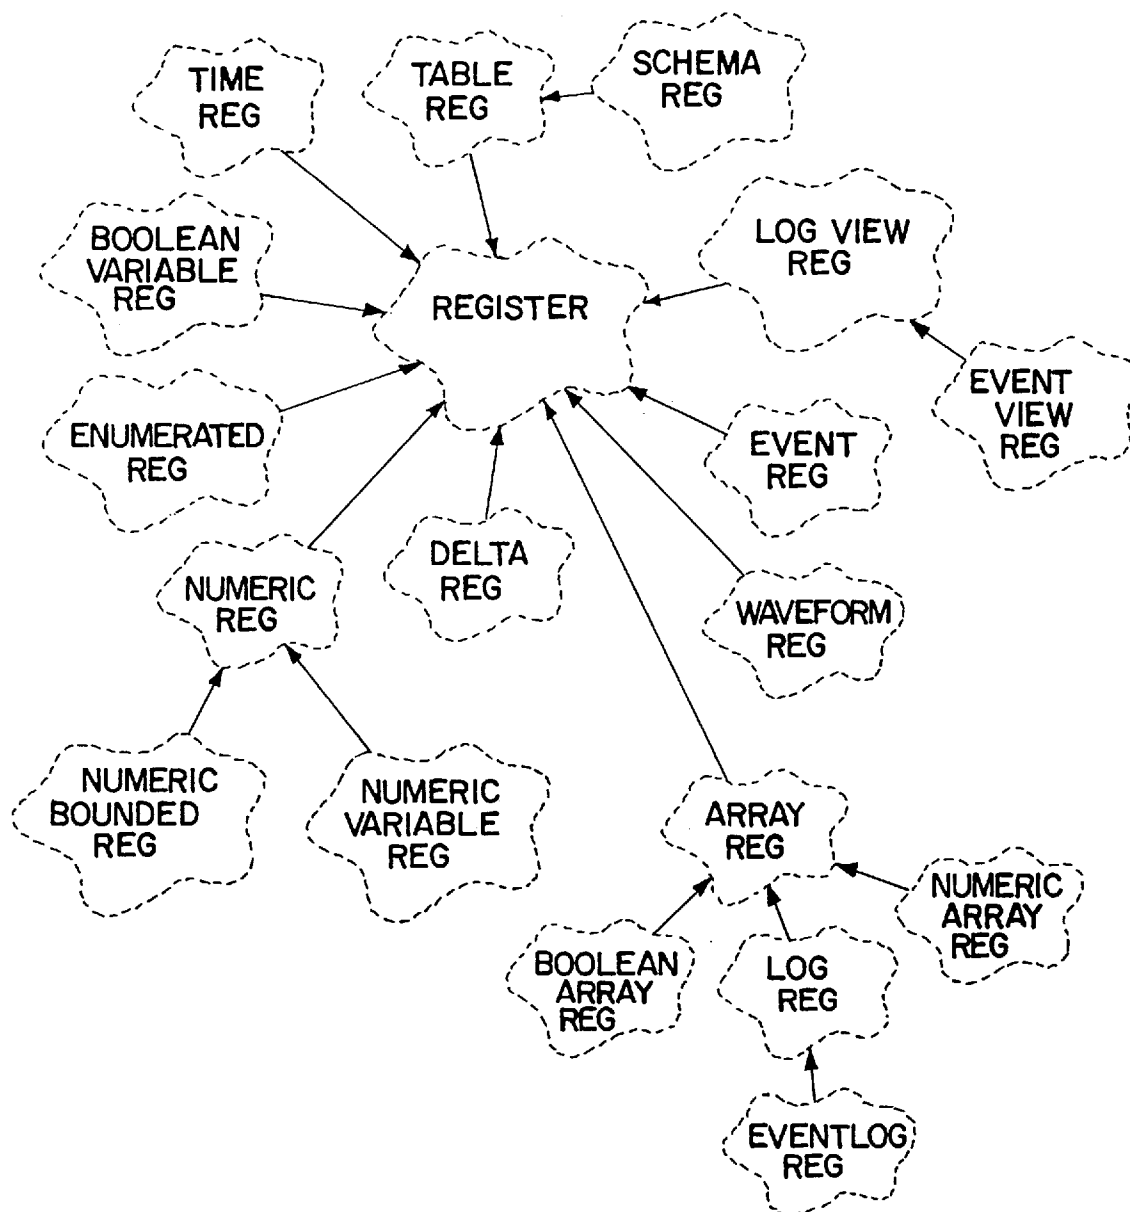 TIME
REG
TABLE
REG
SCHEMA
REG
BOOLEAN
VARIABLE
REG
REGISTER
LOG VIEW
REG
EVENT
VIEW
REG
ENUMERATED
REG
EVENT
REG
NUMERIC
REG
DELTA
REG
WAVEFORM
REG
NUMERIC
BOUNDED
REG
NUMERIC
VARIABLE
REG
ARRAY
REG
NUMERIC
ARRAY
REG
BOOLEAN
ARRAY
REG
LOG
REG
EVENTLOG
REG